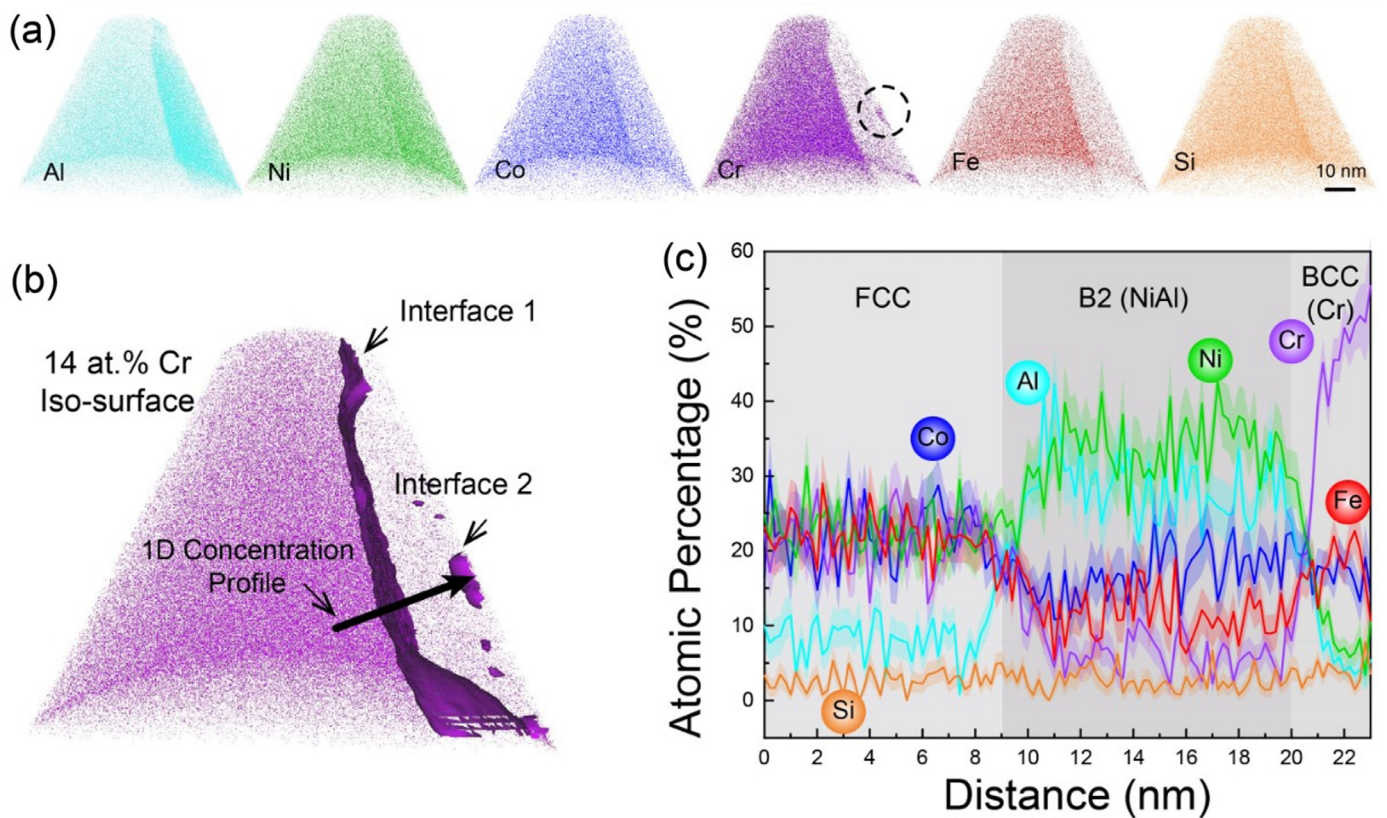 (a)
Al
Ni
Co
Cr
Fe
Si
10 nm
(b)
14 at.% Cr
Iso-surface
Interface 1
Interface 2
1D Concentration
Profile
(c)
Atomic Percentage (%)
60
50
40
30
20
10
0
FCC
B2 (NiAl)
BCC
(Cr)
Cr
Al
Ni
Co
Fe
Si
0 2 4 6 8 10 12 14 16 18 20 22
Distance (nm)